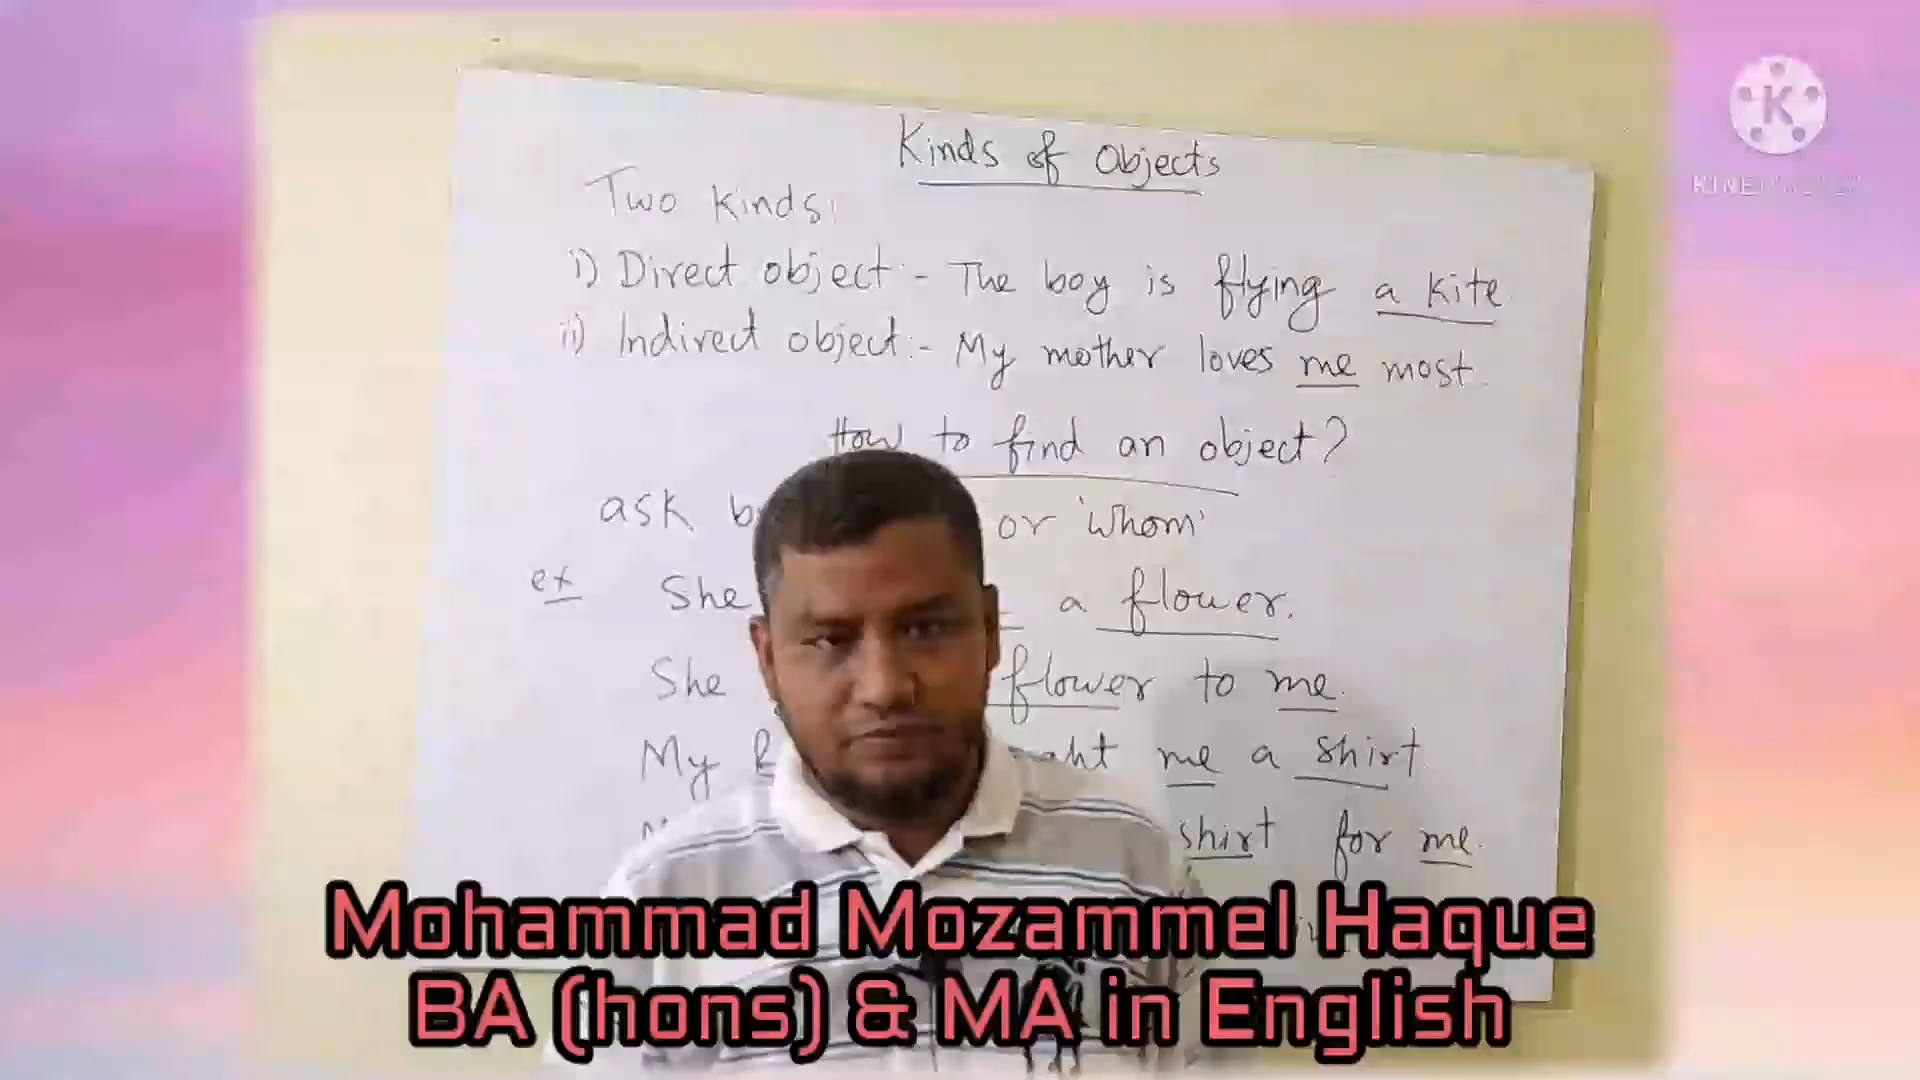 Kinds of Objects
Two Kinds:
i) Direct object:- The boy is flying a kite
ii) Indirect object:- My mother loves me most.
How to find an object?
ask or 'whom'
ex She a flower.
She flower to me.
My me a shirt
shirt for me.
Mohammad Mozammel Haque
BA (hons) & MA in English
K